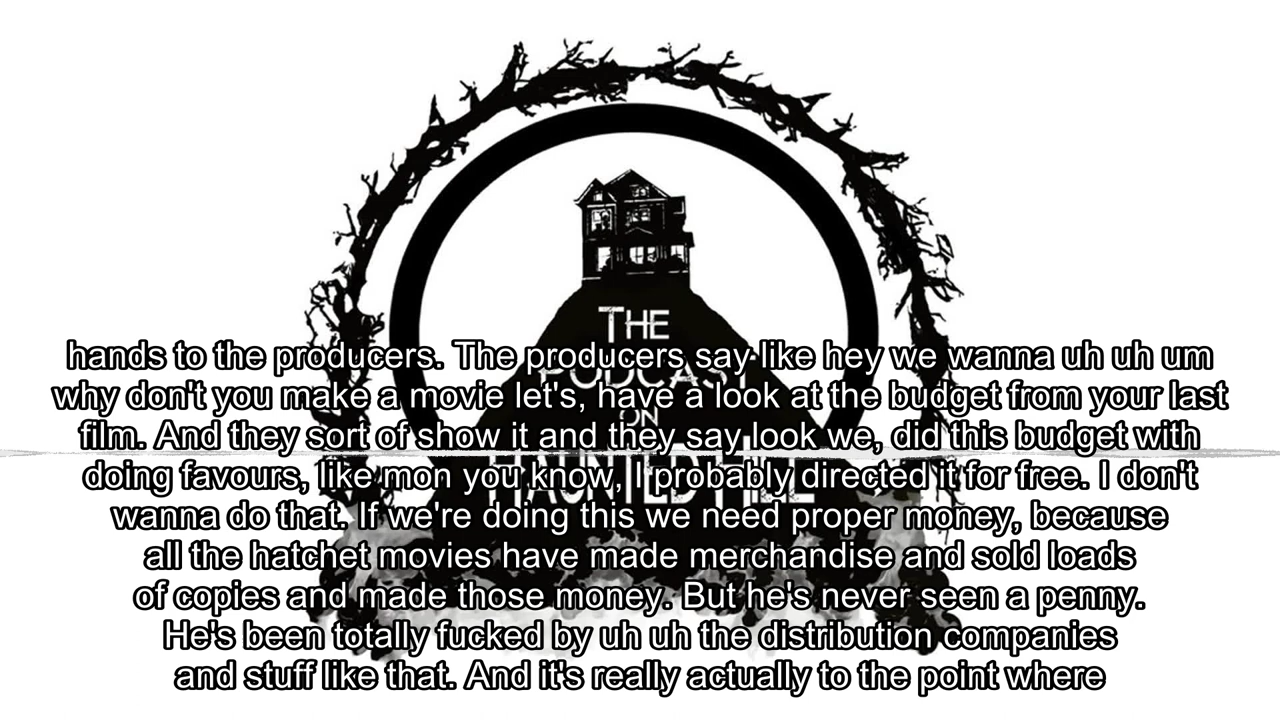 THE
hands to the producers. The producers say like hey we wanna uh uh um
PODCAST
why don't you make a movie let's, have a look at the budget from your last
ON
film. And they sort of show it and they say look we, did this budget with
HAUNTED HILL
doing favours, like mon you know, I probably directed it for free. I don't
wanna do that. If we're doing this we need proper money, because
all the hatchet movies have made merchandise and sold loads
of copies and made those money. But he's never seen a penny.
He's been totally fucked by uh uh the distribution companies
and stuff like that. And it's really actually to the point where